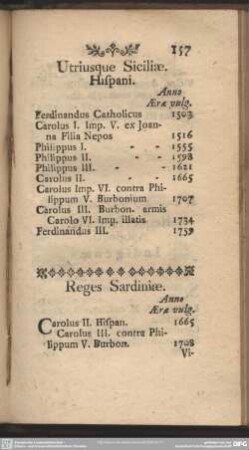 157
Utriusque Siciliæ.
Hiſpani.
Anno
Æræ vulg.
Ferdinandus Catholicus 1503
Carolus I. Imp. V. ex Joan-
na Filia Nepos 1516
Philippus I. - - 1555
Philippus II. - - 1598
Philippus III. - - 1621
Carolus II. - - 1665
Carolus Imp. VI. contra Phi-
lippum V. Burbonium 1707
Carolus III. Burbon. armis
Carolo VI. Imp. illatis 1734
Ferdinandus III. 1759
Reges Sardiniæ.
Anno
Æræ vulg.
Carolus II. Hiſpan. 1665
Carolus III. contra Phi-
lippum V. Burbon. 1708
Vi-